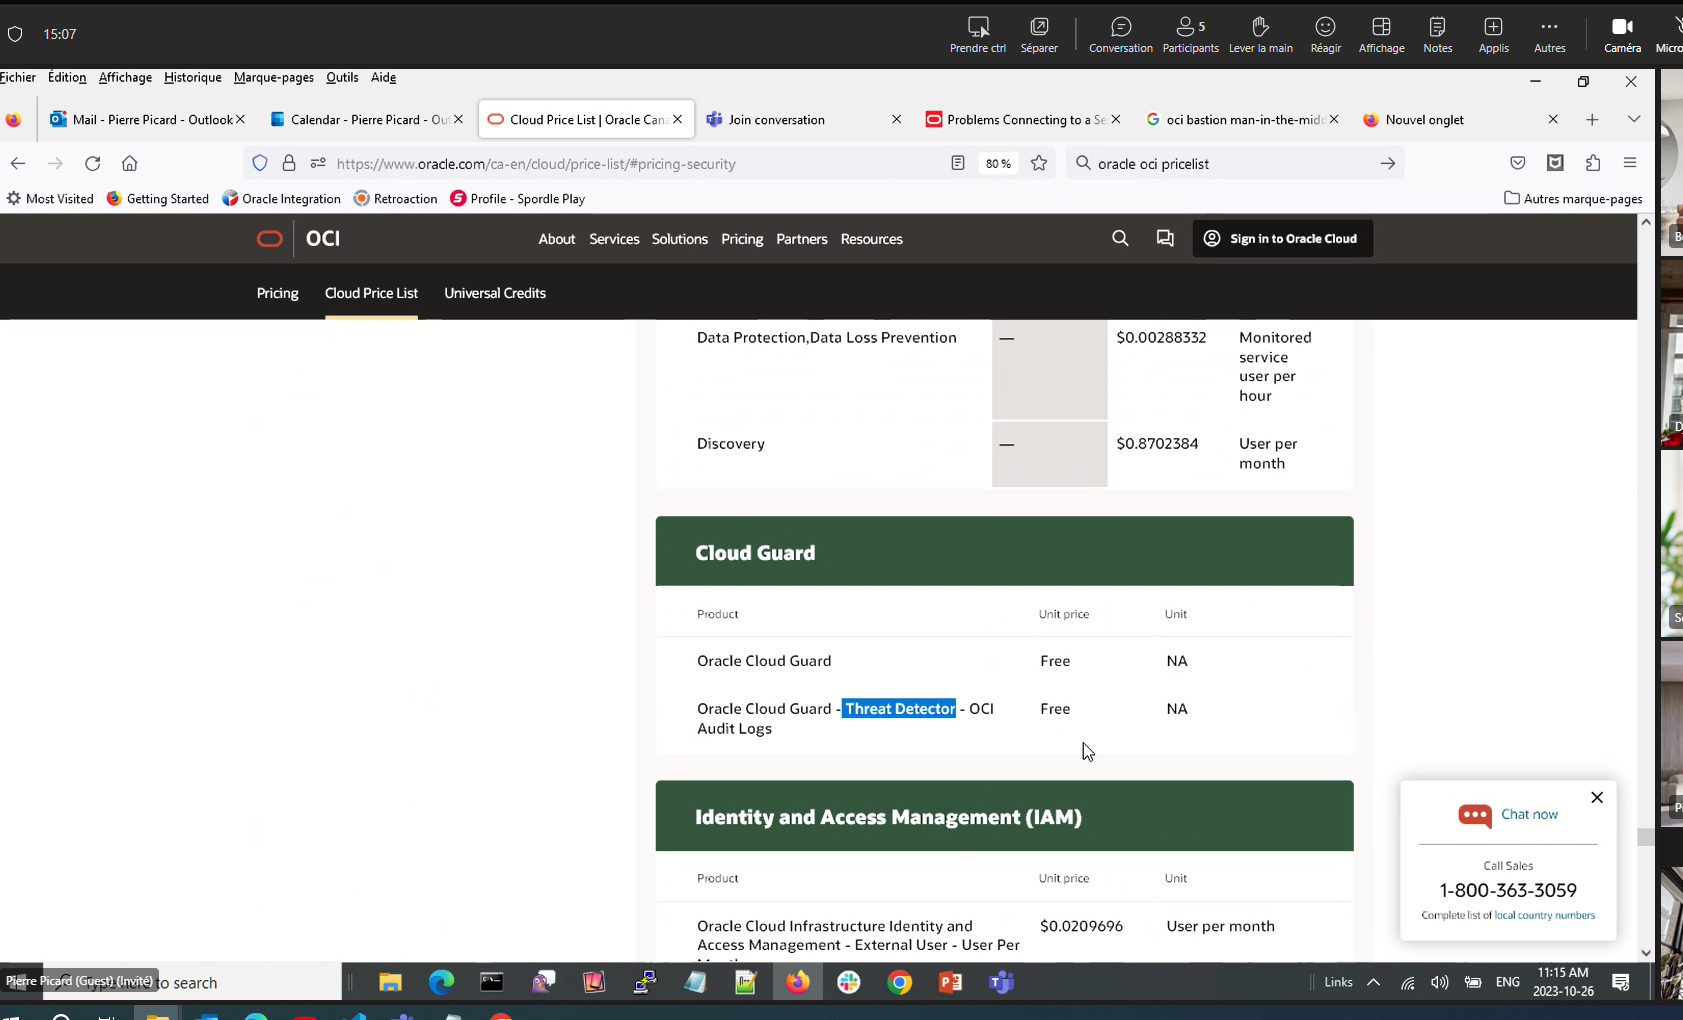 15:07
Prendre ctrl
Séparer
Conversation
5
Participants
Lever la main
Réagir
Affichage
Notes
Applis
Autres
Caméra
Micro
Fichier Édition Affichage Historique Marque-pages Outils Aide
Mail - Pierre Picard - Outlook
Calendar - Pierre Picard - Ou
Cloud Price List | Oracle Cana
Join conversation
Problems Connecting to a Se
oci bastion man-in-the-midd
Nouvel onglet
https://www.oracle.com/ca-en/cloud/price-list/#pricing-security
80 %
oracle oci pricelist
Most Visited
Getting Started
Oracle Integration
Retroaction
Profile - Spordle Play
Autres marque-pages
OCI
About Services Solutions Pricing Partners Resources
Sign in to Oracle Cloud
Pricing Cloud Price List Universal Credits
Data Protection,Data Loss Prevention — $0.00288332 Monitored
service
user per
hour
Discovery — $0.8702384 User per
month
Cloud Guard
Product Unit price Unit
Oracle Cloud Guard Free NA
Oracle Cloud Guard - Threat Detector - OCI Free NA
Audit Logs
Identity and Access Management (IAM)
Product Unit price Unit
Oracle Cloud Infrastructure Identity and $0.0209696 User per month
Access Management - External User - User Per
Chat now
Call Sales
1-800-363-3059
Complete list of local country numbers
Pierre Picard (Guest) (Invité)
to search
Links
ENG
11:15 AM
2023-10-26